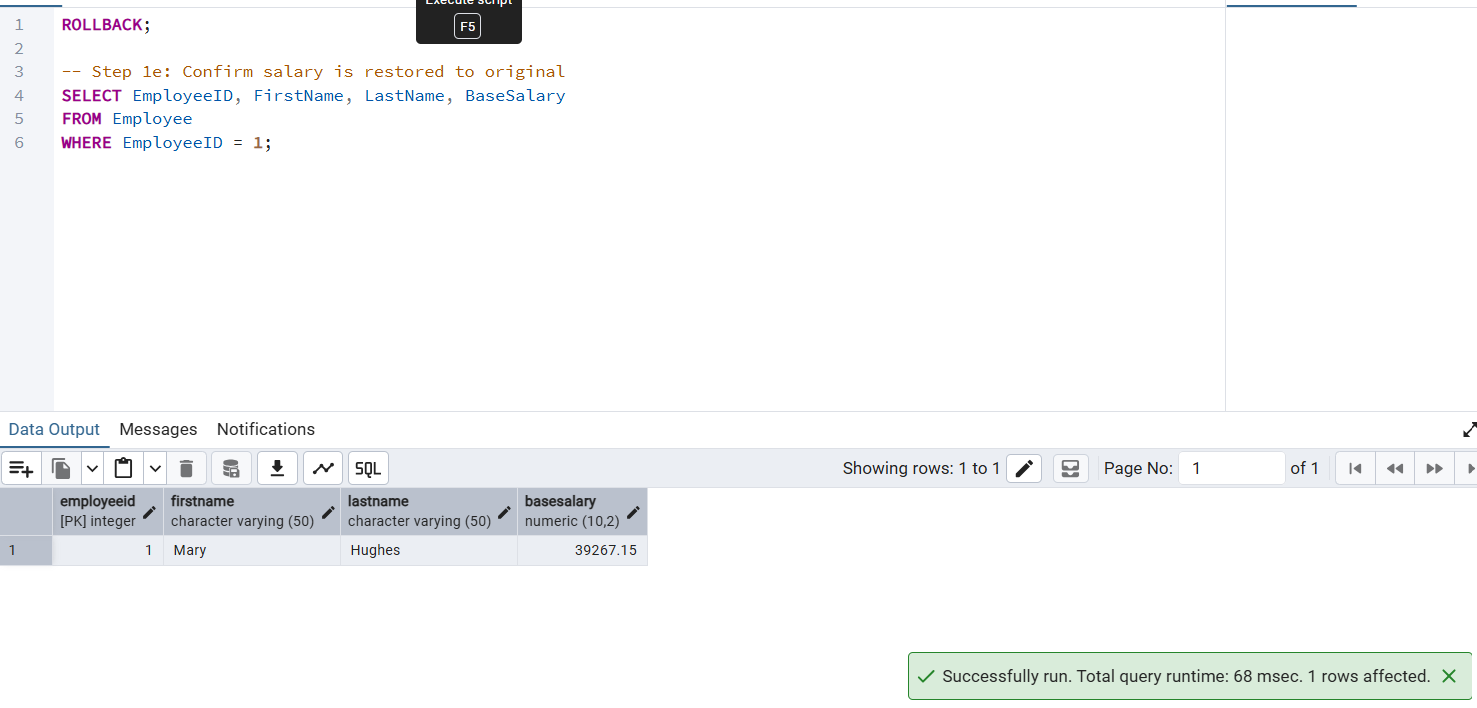 Execute script
F5
1 ROLLBACK;
2
3 -- Step 1e: Confirm salary is restored to original
4 SELECT EmployeeID, FirstName, LastName, BaseSalary
5 FROM Employee
6 WHERE EmployeeID = 1;
Data Output Messages Notifications
SQL Showing rows: 1 to 1 Page No: 1 of 1
employeeid firstname lastname basesalary
[PK] integer character varying (50) character varying (50) numeric (10,2)
1 1 Mary Hughes 39267.15
Successfully run. Total query runtime: 68 msec. 1 rows affected.